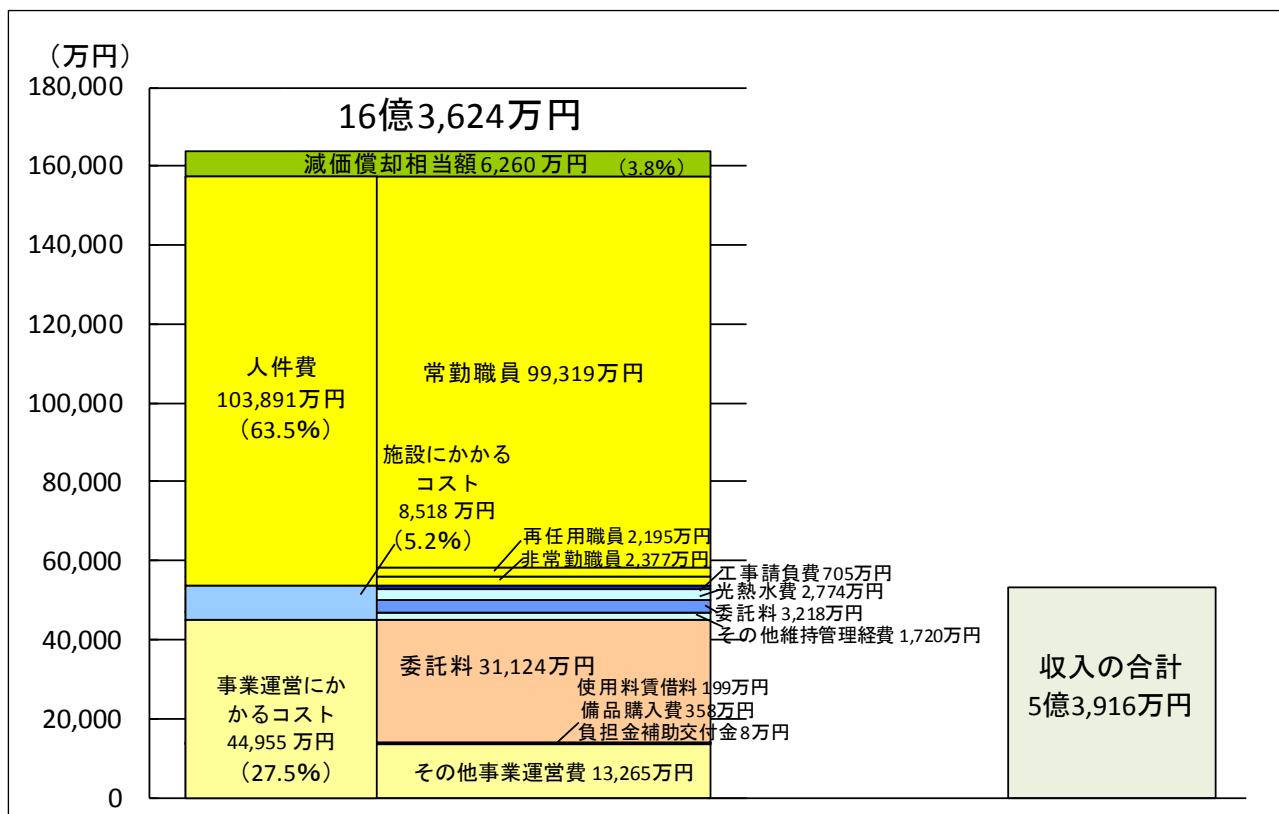 （万円）
180,000
160,000
140,000
120,000
100,000
80,000
60,000
40,000
20,000
0
16億3,624万円
減価償却相当額6,260 万円 （3.8%）
人件費
103,891万円
（63.5%）
常勤職員 99,319万円
施設にかかる
コスト
8,518 万円
（5.2%）
再任用職員 2,195万円
非常勤職員 2,377万円
工事請負費 705万円
光熱水費 2,774万円
委託料 3,218万円
その他維持管理経費 1,720万円
事業運営にか
かるコスト
44,955 万円
（27.5%）
委託料 31,124万円
使用料賃借料 199万円
備品購入費 358万円
負担金補助交付金 8万円
その他事業運営費 13,265万円
収入の合計
5億3,916万円